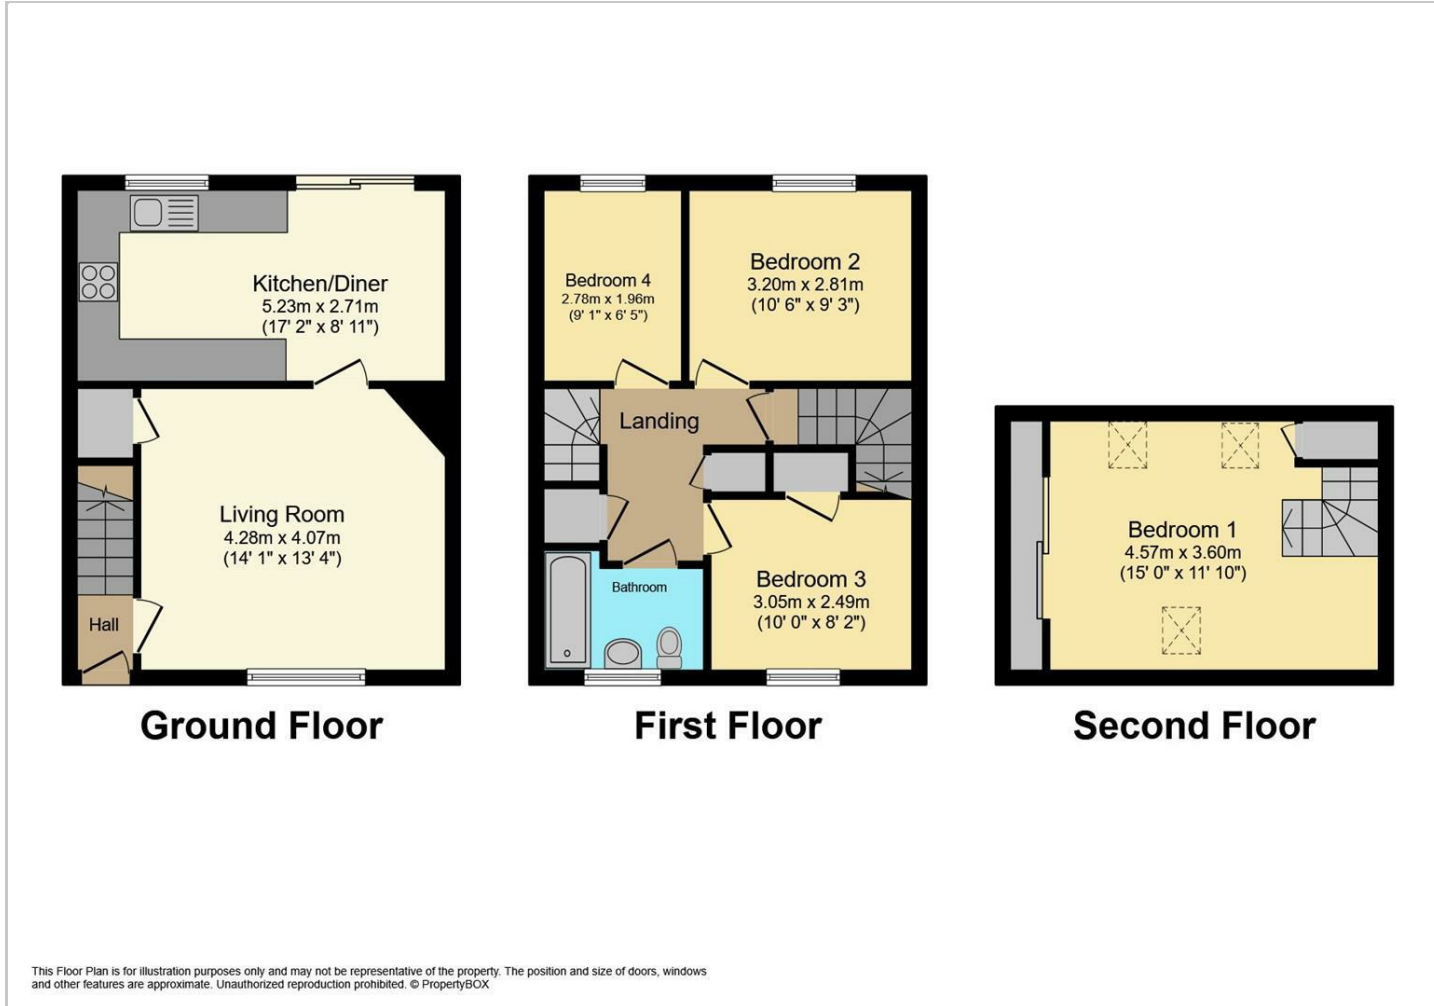 Kitchen/Diner
5.23m x 2.71m
(17' 2" x 8' 11")
Living Room
4.28m x 4.07m
(14' 1" x 13' 4")
Hall
Ground Floor
Bedroom 4
2.78m x 1.96m
(9' 1" x 6' 5")
Bedroom 2
3.20m x 2.81m
(10' 6" x 9' 3")
Landing
Bathroom
Bedroom 3
3.05m x 2.49m
(10' 0" x 8' 2")
First Floor
Bedroom 1
4.57m x 3.60m
(15' 0" x 11' 10")
Second Floor
This Floor Plan is for illustration purposes only and may not be representative of the property. The position and size of doors, windows
and other features are approximate. Unauthorized reproduction prohibited. © PropertyBOX